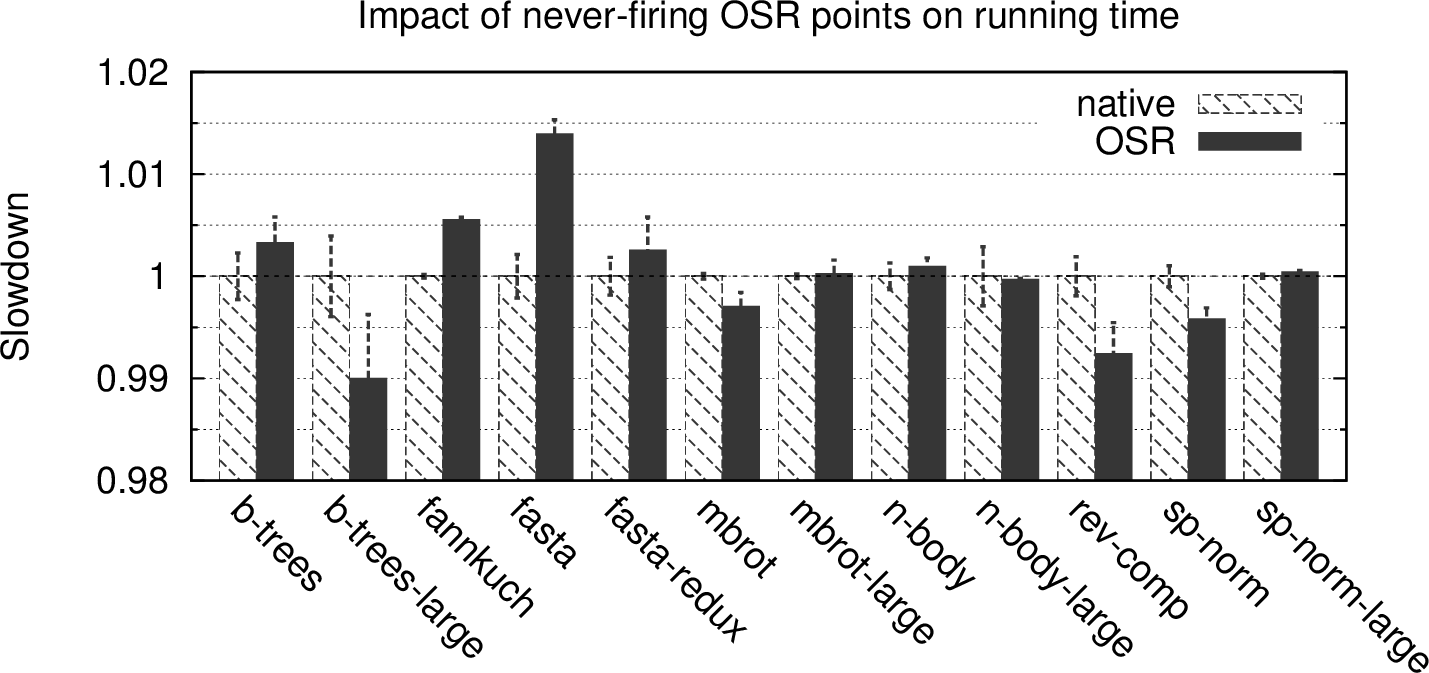 Impact of never-firing OSR points on running time
Slowdown
1.02
1.01
1
0.99
0.98
native
OSR
b-trees
b-trees-large
fannkuch
fasta
fasta-redux
mbrot
mbrot-large
n-body
n-body-large
rev-comp
sp-norm
sp-norm-large